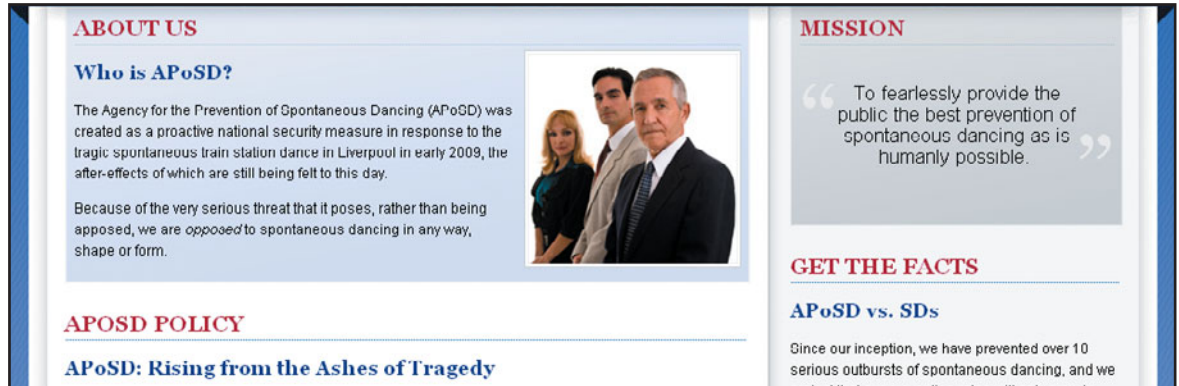 ABOUT US
Who is APoSD?
The Agency for the Prevention of Spontaneous Dancing (APoSD) was
created as a proactive national security measure in response to the
tragic spontaneous train station dance in Liverpool in early 2009, the
after-effects of which are still being felt to this day.
Because of the very serious threat that it poses, rather than being
apposed, we are opposed to spontaneous dancing in any way,
shape or form.
APOSD POLICY
APoSD: Rising from the Ashes of Tragedy
MISSION
“ To fearlessly provide the
public the best prevention of
spontaneous dancing as is
humanly possible. ”
GET THE FACTS
APoSD vs. SDs
Since our inception, we have prevented over 10
serious outbursts of spontaneous dancing, and we